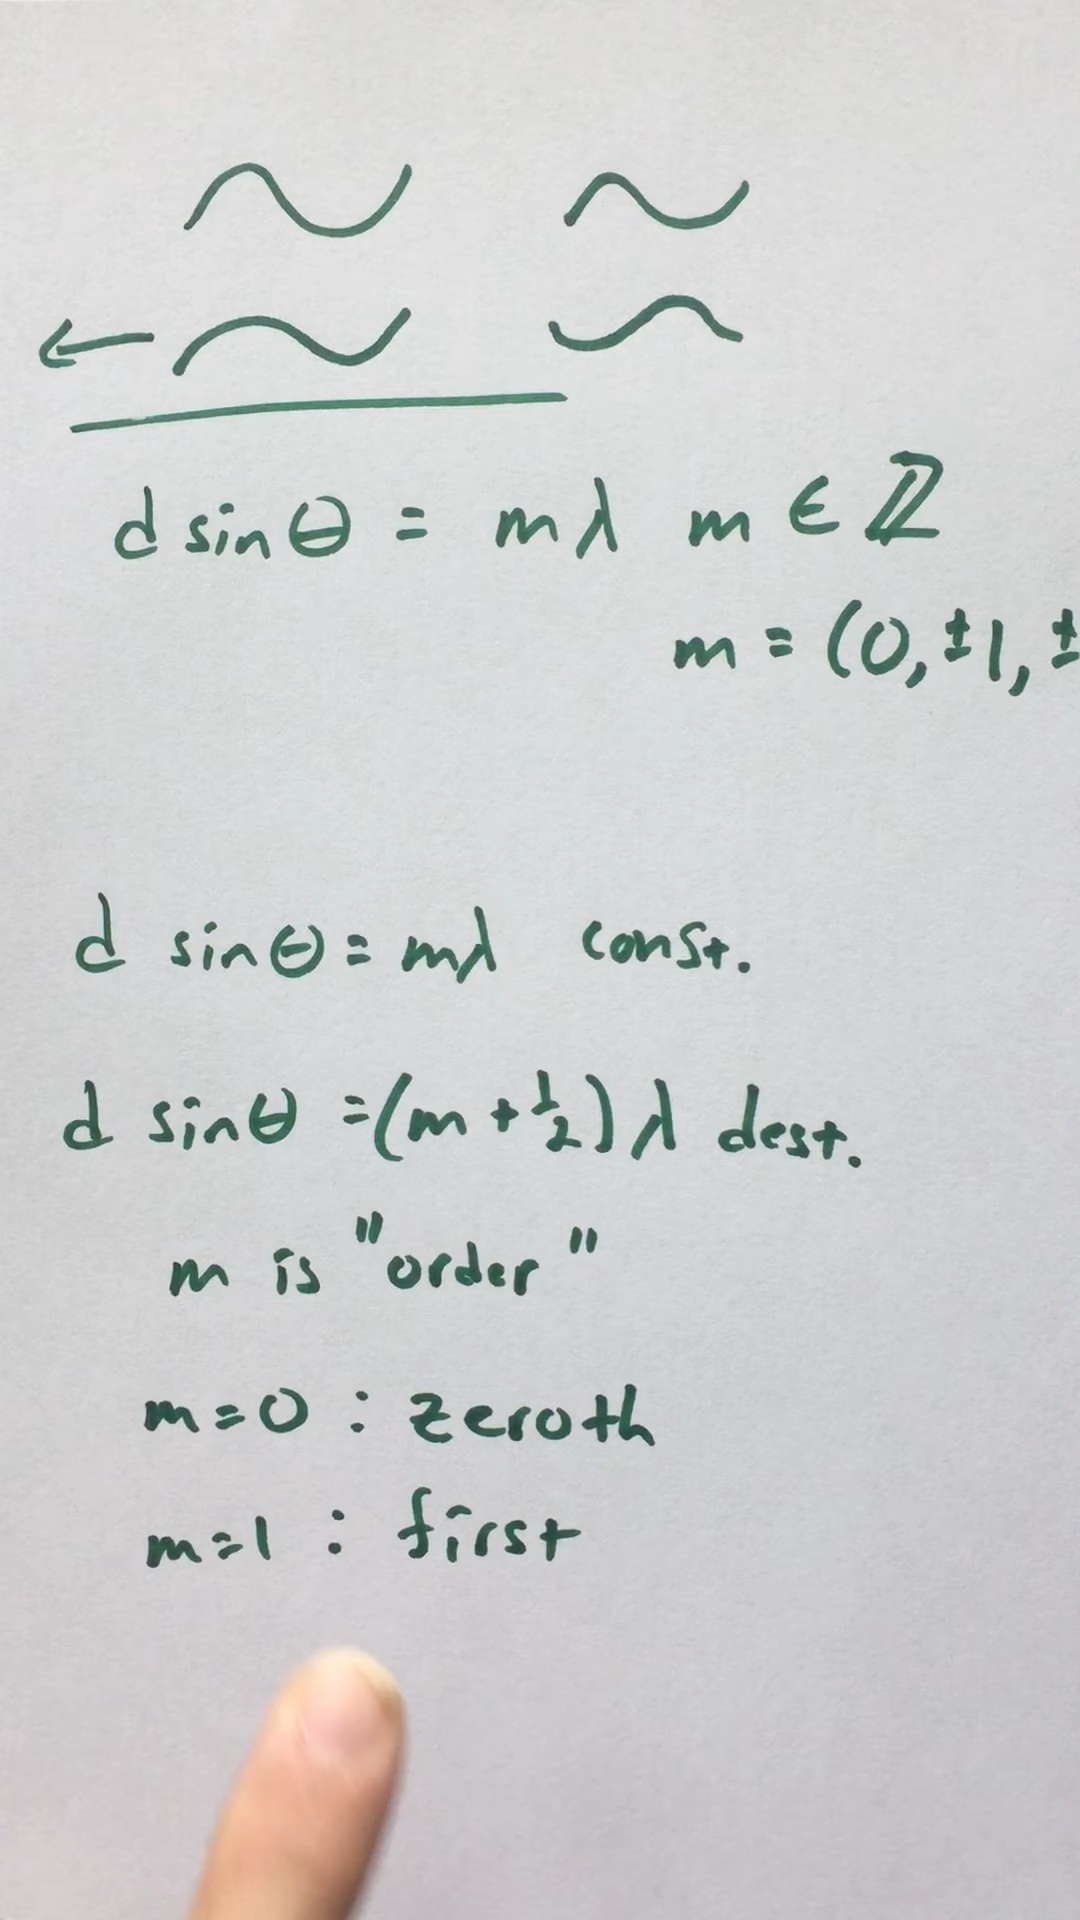 d sinθ = mλ m ∈ ℤ
m = (0, ±1, ±
d sinθ = mλ const.
d sinθ = (m + 1/2) λ dest.
m is "order"
m=0 : zeroth
m=1 : first